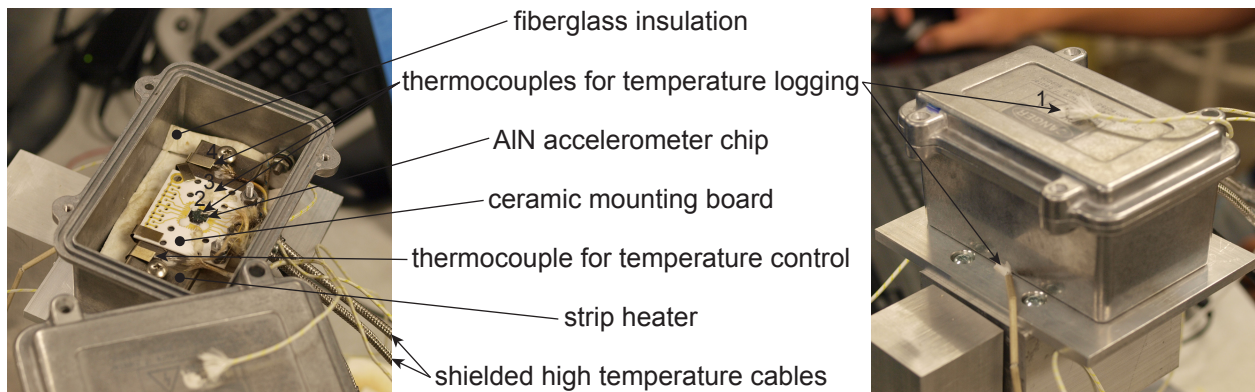 fiberglass insulation
thermocouples for temperature logging
AlN accelerometer chip
ceramic mounting board
thermocouple for temperature control
strip heater
shielded high temperature cables
4
3
2
1